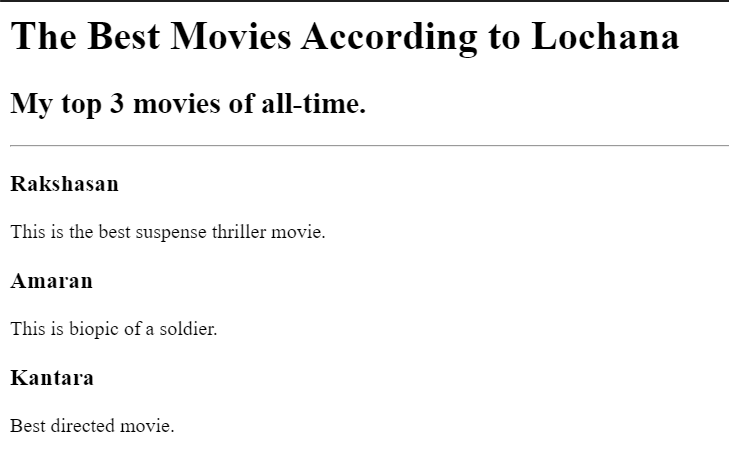 The Best Movies According to Lochana
My top 3 movies of all-time.
Rakshasan
This is the best suspense thriller movie.
Amaran
This is biopic of a soldier.
Kantara
Best directed movie.